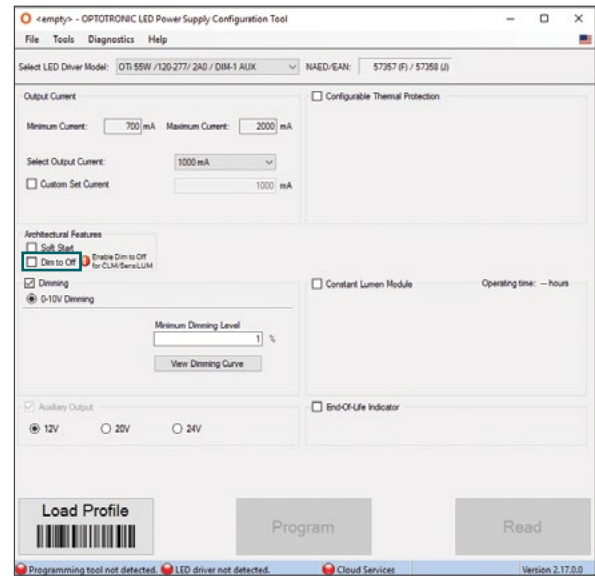 <empty> - OPTOTRONIC LED Power Supply Configuration Tool
File Tools Diagnostics Help
Select LED Driver Model: OTi 55W /120-277/ 2A0 / DIM-1 AUX NAED/EAN: 57357 (F) / 57358 (J)
Output Current
Configurable Thermal Protection
Minimum Current: 700 mA Maximum Current: 2000 mA
Select Output Current: 1000 mA
Custom Set Current 1000 mA
Architectural Features
Soft Start
Dim to Off Enable Dim to Off
for CLM/SensiLUM
Dimming
Constant Lumen Module Operating time: --- hours
0-10V Dimming
Minimum Dimming Level
1 %
View Dimming Curve
Auxiliary Output
End-Of-Life Indicator
12V 20V 24V
Load Profile
Program
Read
Programming tool not detected. LED driver not detected. Cloud Services Version 2.17.0.0